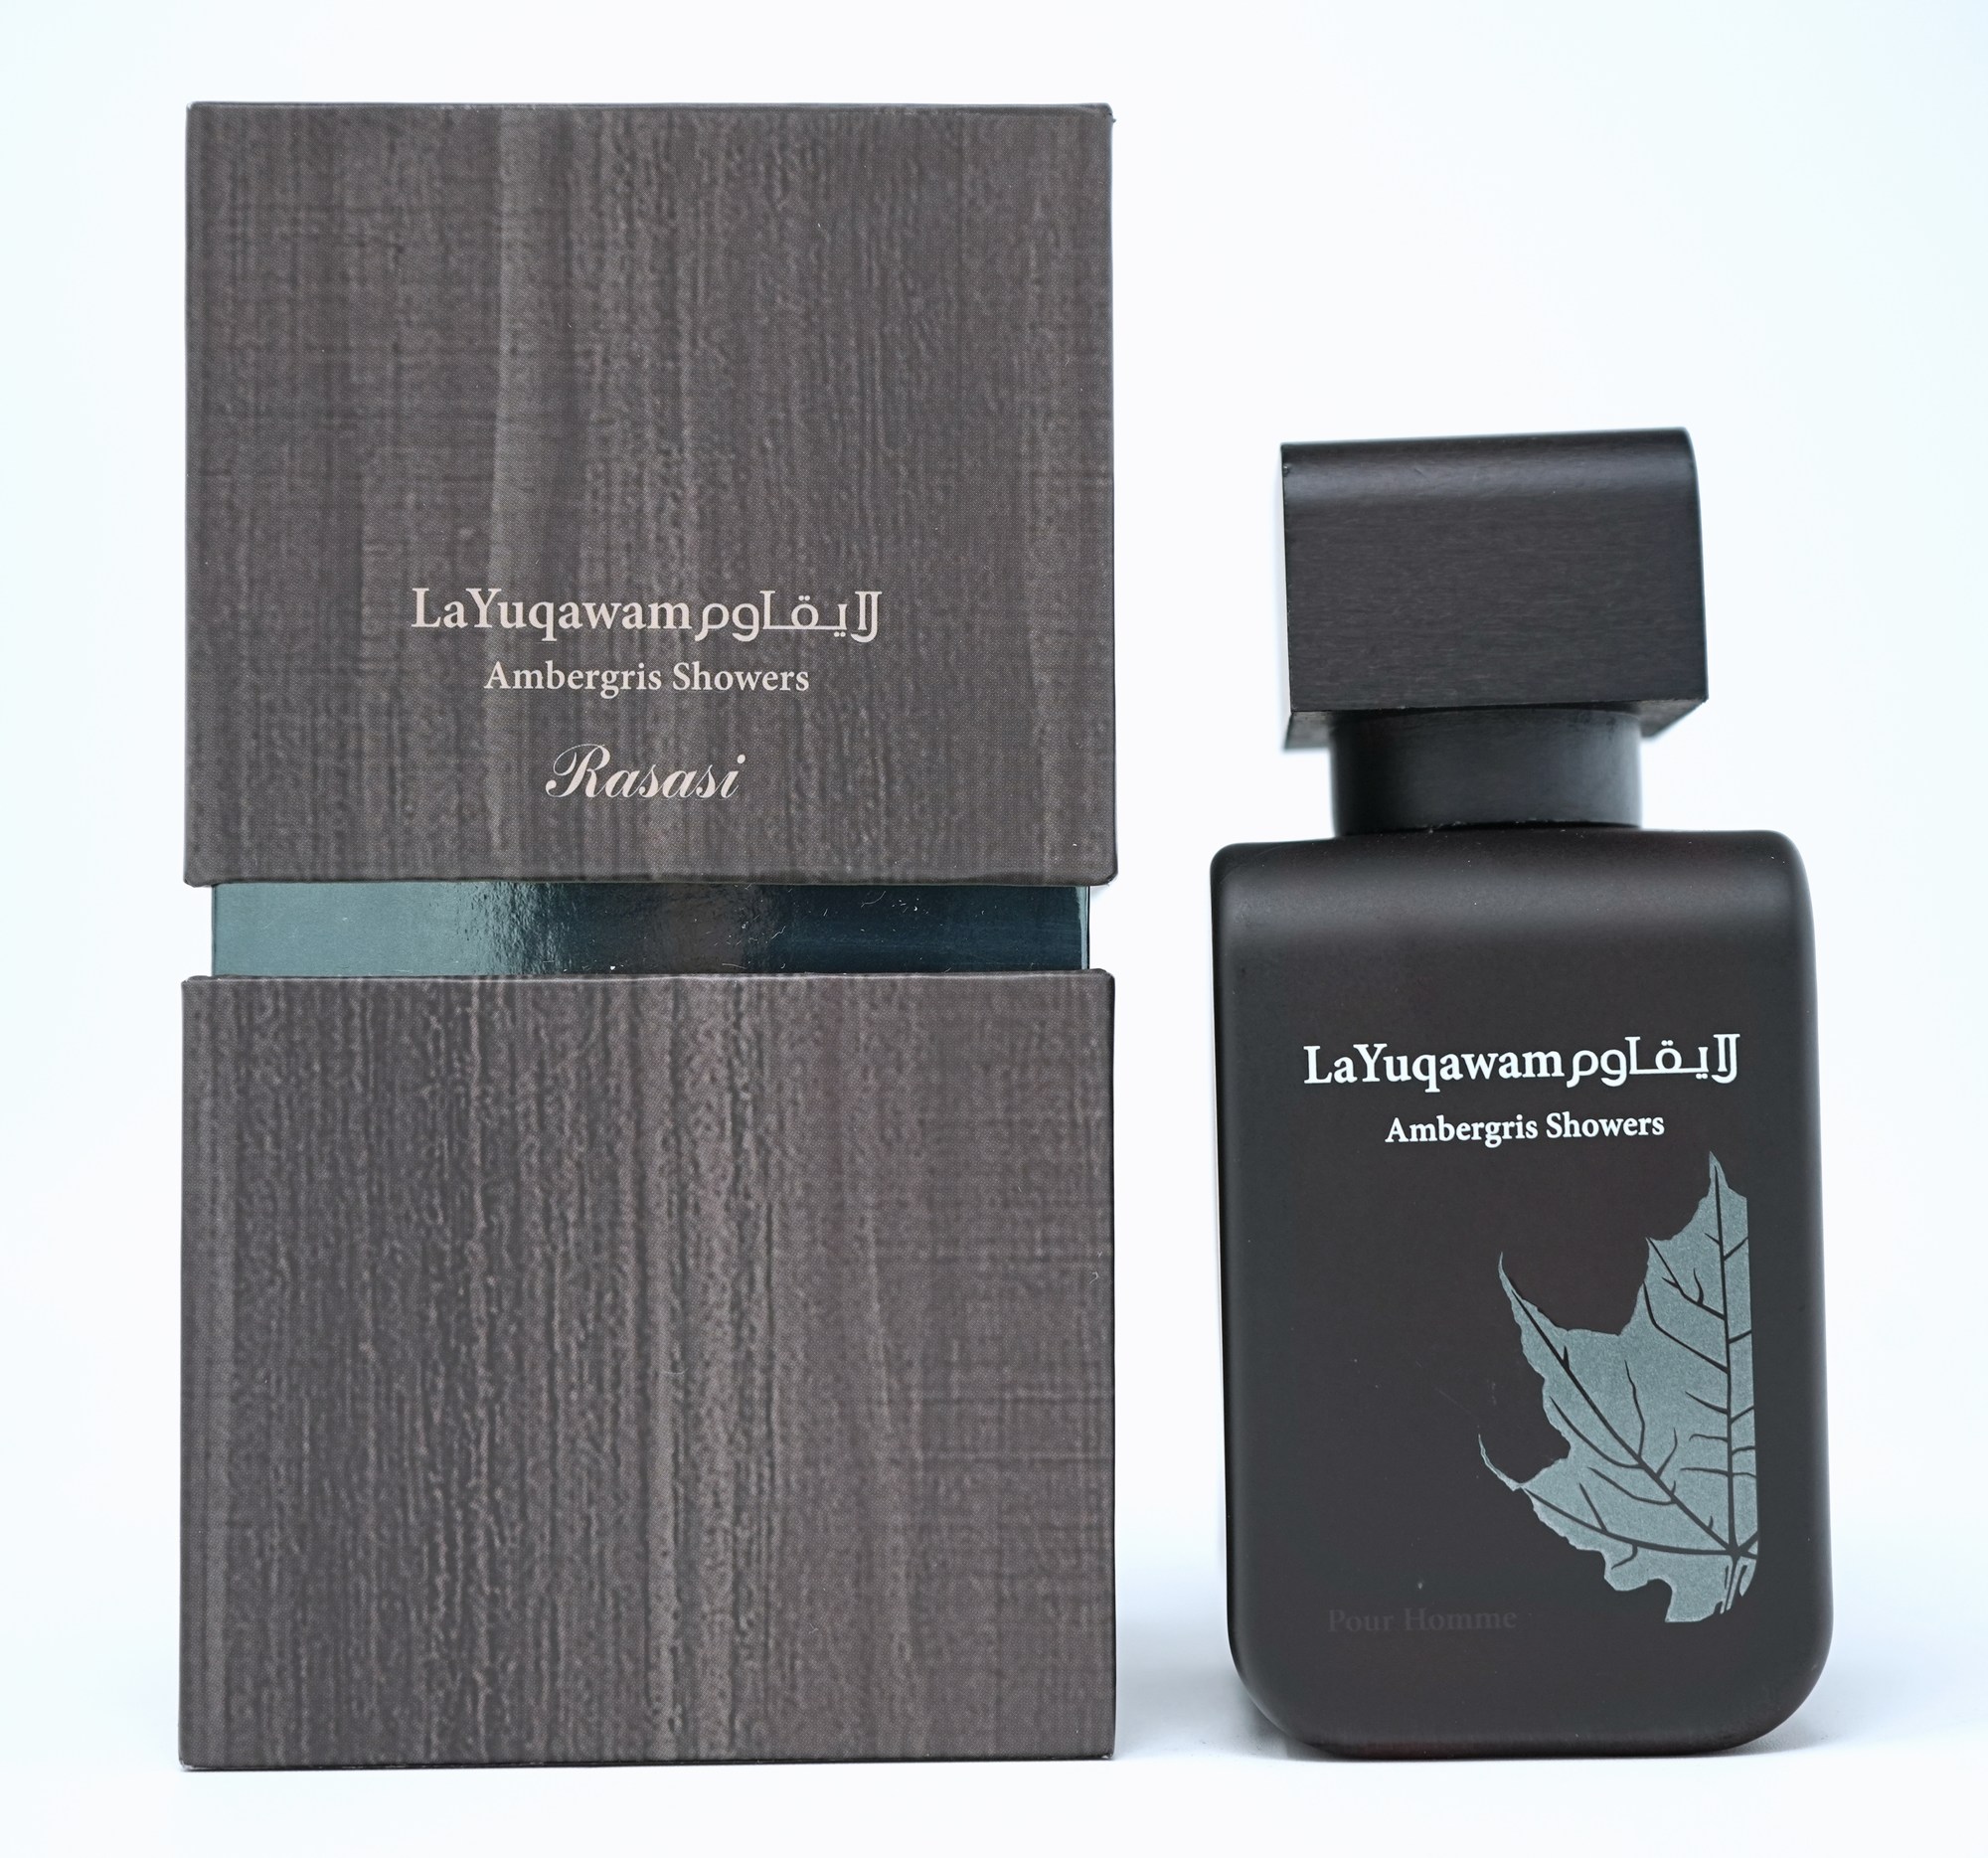 LaYuqawam لايقاوم
Ambergris Showers
Rasasi
LaYuqawam لايقاوم
Ambergris Showers
Pour Homme